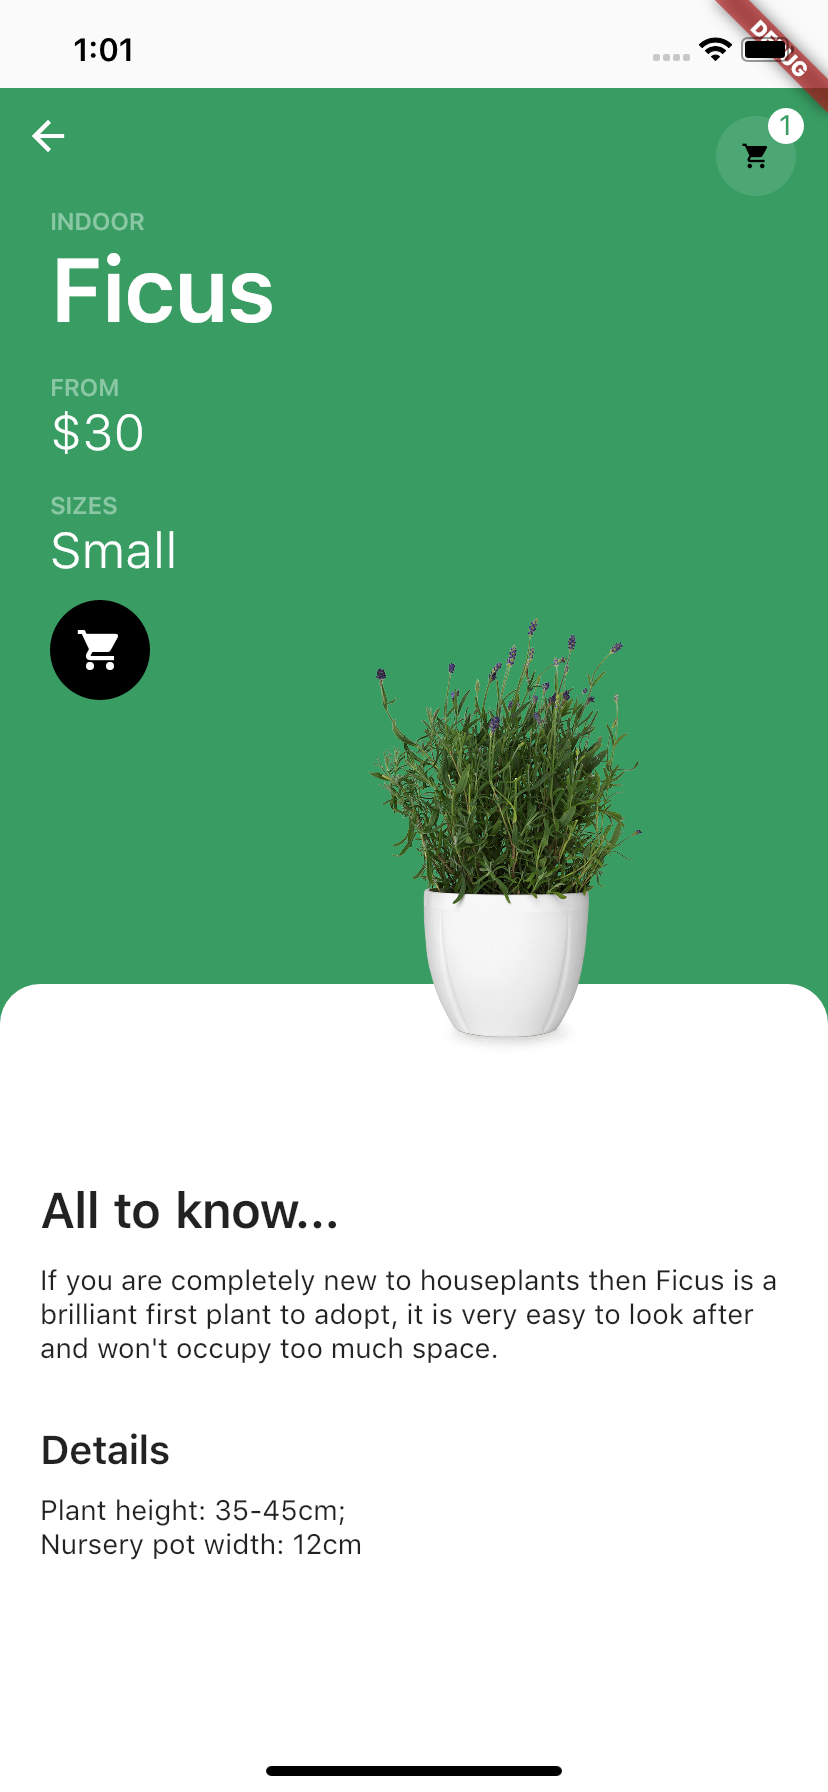 1:01
DEBUG
1
INDOOR
Ficus
FROM
$30
SIZES
Small
All to know...
If you are completely new to houseplants then Ficus is a
brilliant first plant to adopt, it is very easy to look after
and won't occupy too much space.
Details
Plant height: 35-45cm;
Nursery pot width: 12cm